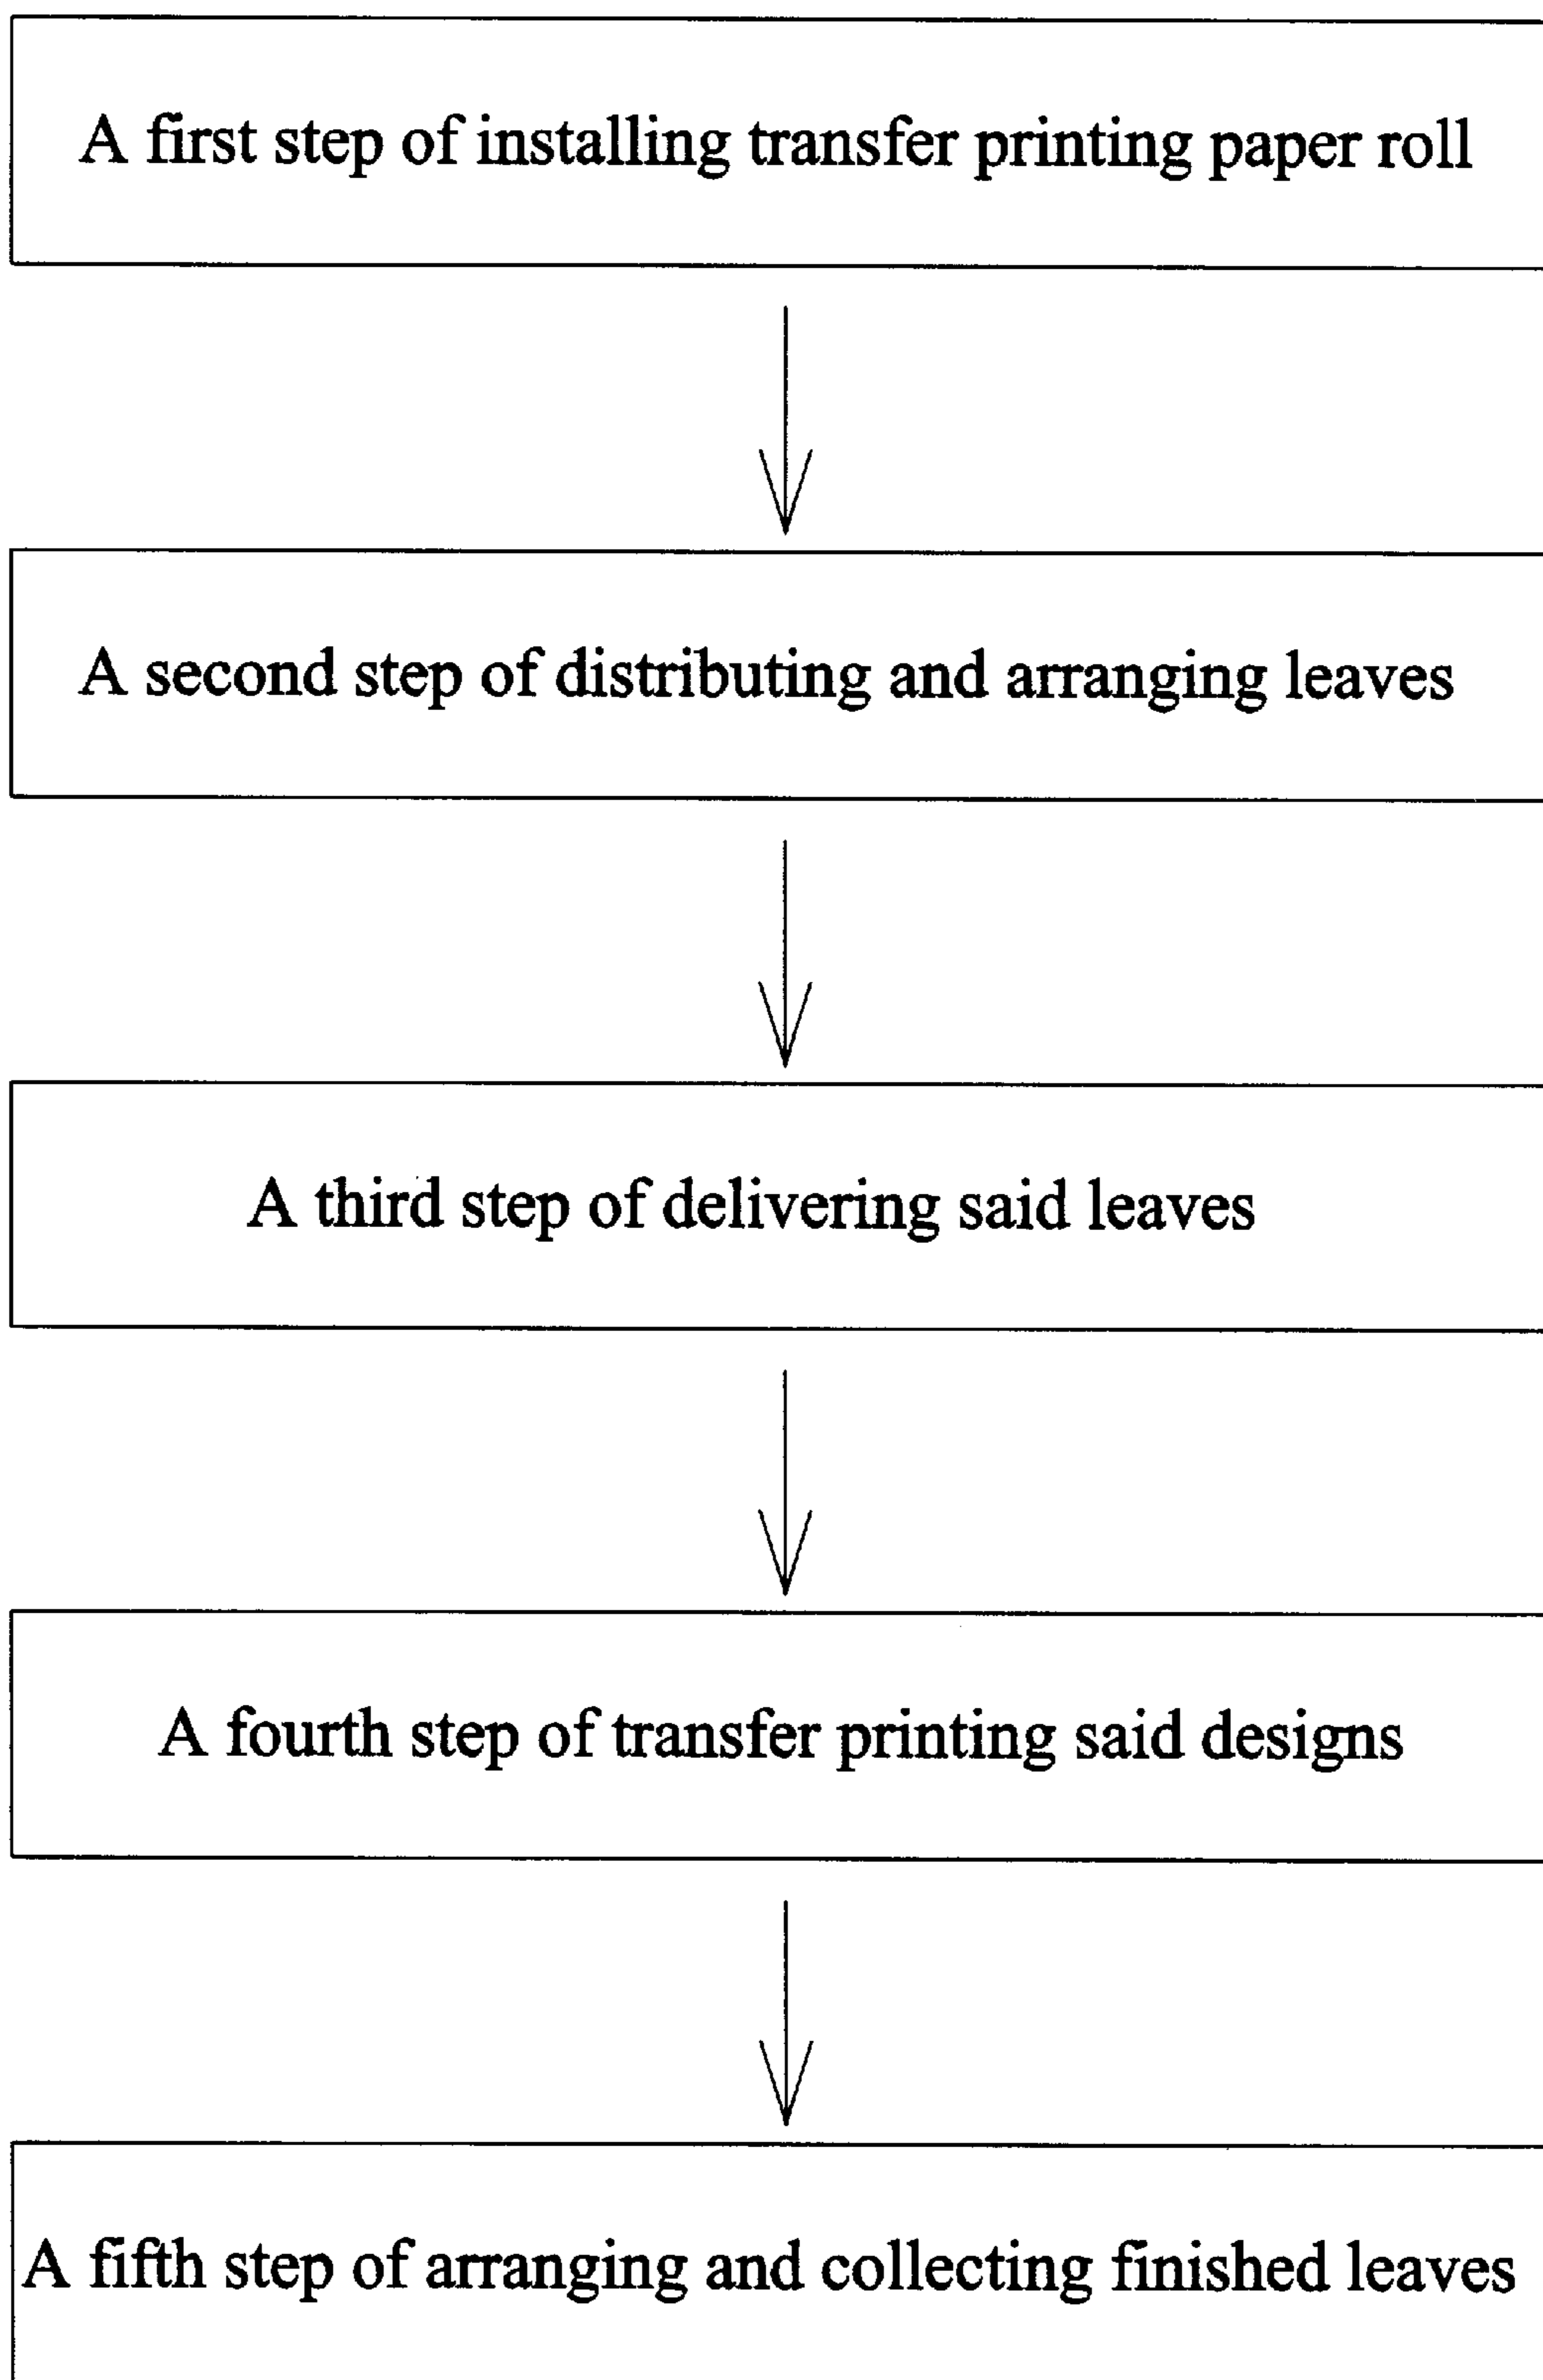 A first step of installing transfer printing paper roll
A second step of distributing and arranging leaves
A third step of delivering said leaves
A fourth step of transfer printing said designs
A fifth step of arranging and collecting finished leaves